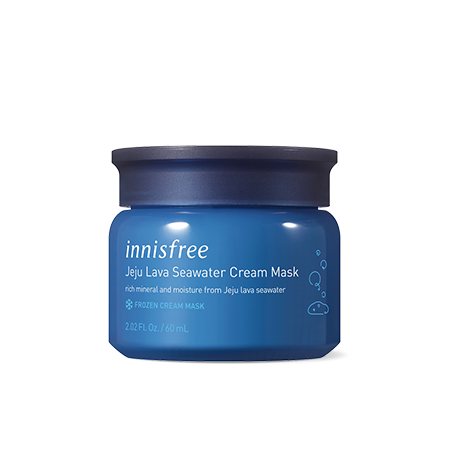 innisfree
Jeju Lava Seawater Cream Mask
rich mineral and moisture from Jeju lava seawater
FROZEN CREAM MASK
2.02 FL Oz. / 60 mL